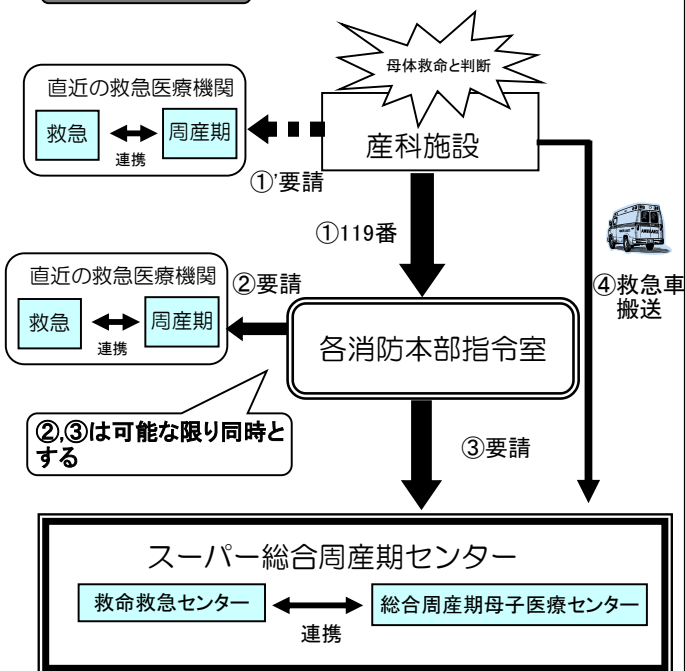 母体救命と判断
産科施設
直近の救急医療機関
救急
周産期
連携
①'要請
①119番
④救急車
搬送
直近の救急医療機関
救急
周産期
連携
②要請
各消防本部指令室
②,③は可能な限り同時と
する
③要請
スーパー総合周産期センター
救命救急センター
総合周産期母子医療センター
連携